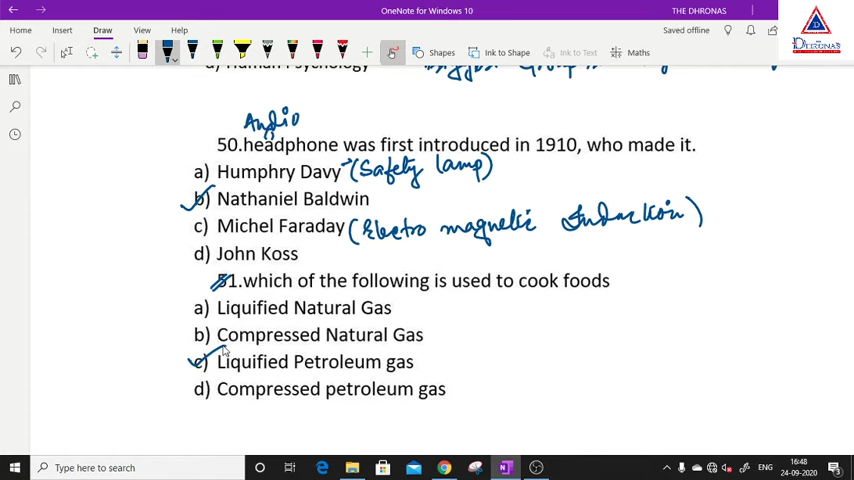 OneNote for Windows 10
THE DHRONAS
Home Insert Draw View Help
Saved offline
Shapes Ink to Shape Ink to Text Maths
DHRONAS
d) Human Psychology
Audio
50.headphone was first introduced in 1910, who made it.
a) Humphry Davy (Safety lamp)
b) Nathaniel Baldwin
c) Michel Faraday (Electro magnetic Induction)
d) John Koss
51.which of the following is used to cook foods
a) Liquified Natural Gas
b) Compressed Natural Gas
c) Liquified Petroleum gas
d) Compressed petroleum gas
Type here to search
ENG
16:48
24-09-2020